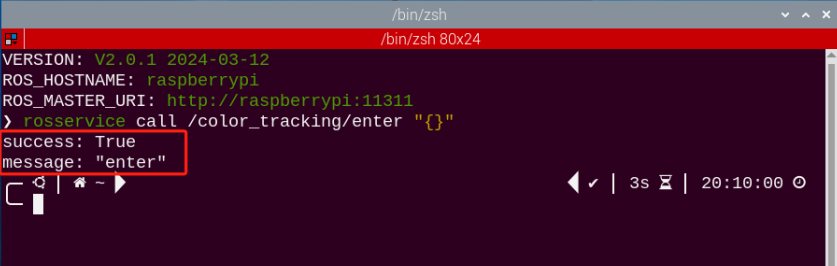 /bin/zsh
/bin/zsh 80x24
VERSION: V2.0.1 2024-03-12
ROS_HOSTNAME: raspberrypi
ROS_MASTER_URI: http://raspberrypi:11311
❯ rosservice call /color_tracking/enter "{}"
success: True
message: "enter"
~ ✔ | 3s | 20:10:00